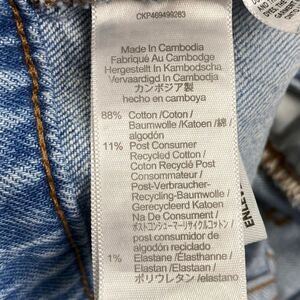 CKP469499263
Made In Cambodia
Fabriqué Au Cambodge
Hergestellt In Kambodscha
Vervaardigd In Cambodja
カンボジア製
hecho en camboya
88% Cotton /Coton /
Baumwolle /Katoen /綿 /
algodón
11% Post Consumer
Recycled Cotton /
Coton Recyclé Post
Consommateur /
Post-Verbraucher-
Recycling-Baumwolle /
Gerecycleerd Katoen
Na De Consument /
ポストコンシューマーリサイクルコットン /
post consumidor de
algodón reciclado
1% Elastane /Élasthanne /
Elastan /Elastaan /
ポリウレタン /elastano